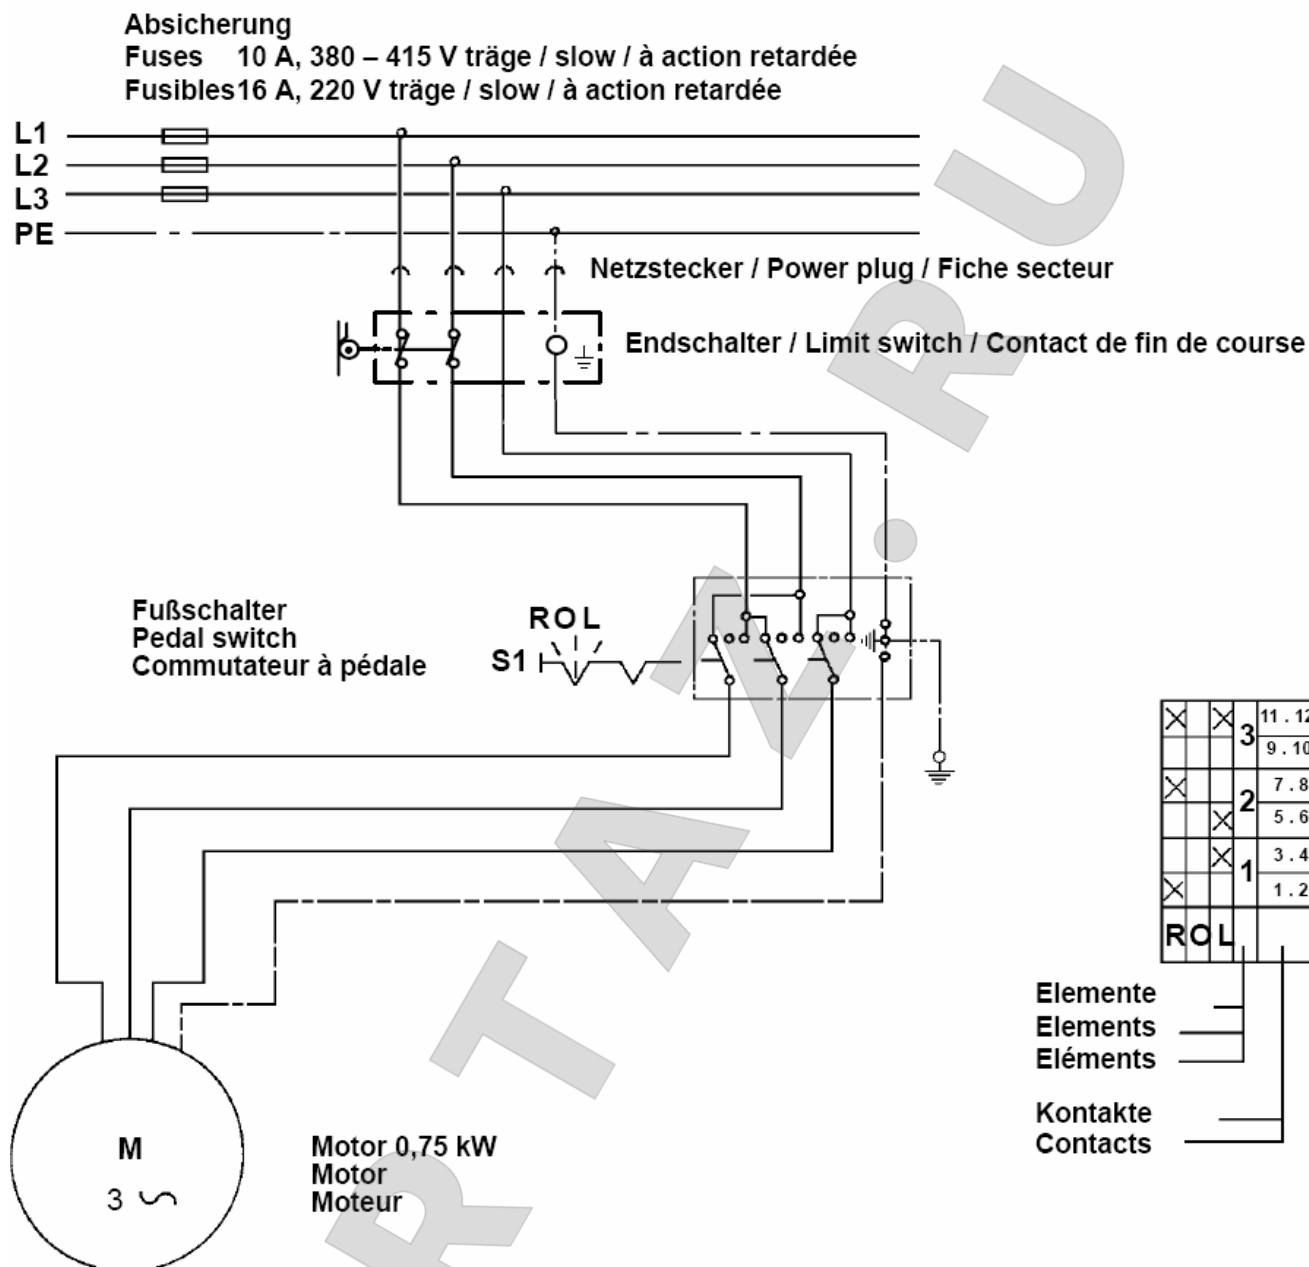 Absicherung
Fuses 10 A, 380 – 415 V träge / slow / à action retardée
Fusibles16 A, 220 V träge / slow / à action retardée
L1
L2
L3
PE
Netzstecker / Power plug / Fiche secteur
Endschalter / Limit switch / Contact de fin de course
Fußschalter
Pedal switch
Commutateur à pédale
R O L
S1
3 11 . 12
9 . 10
2 7 . 8
5 . 6
1 3 . 4
1 . 2
R O L
Elemente
Elements
Eléments
Kontakte
Contacts
M
3
Motor 0,75 kW
Motor
Moteur
R T A Z . R U